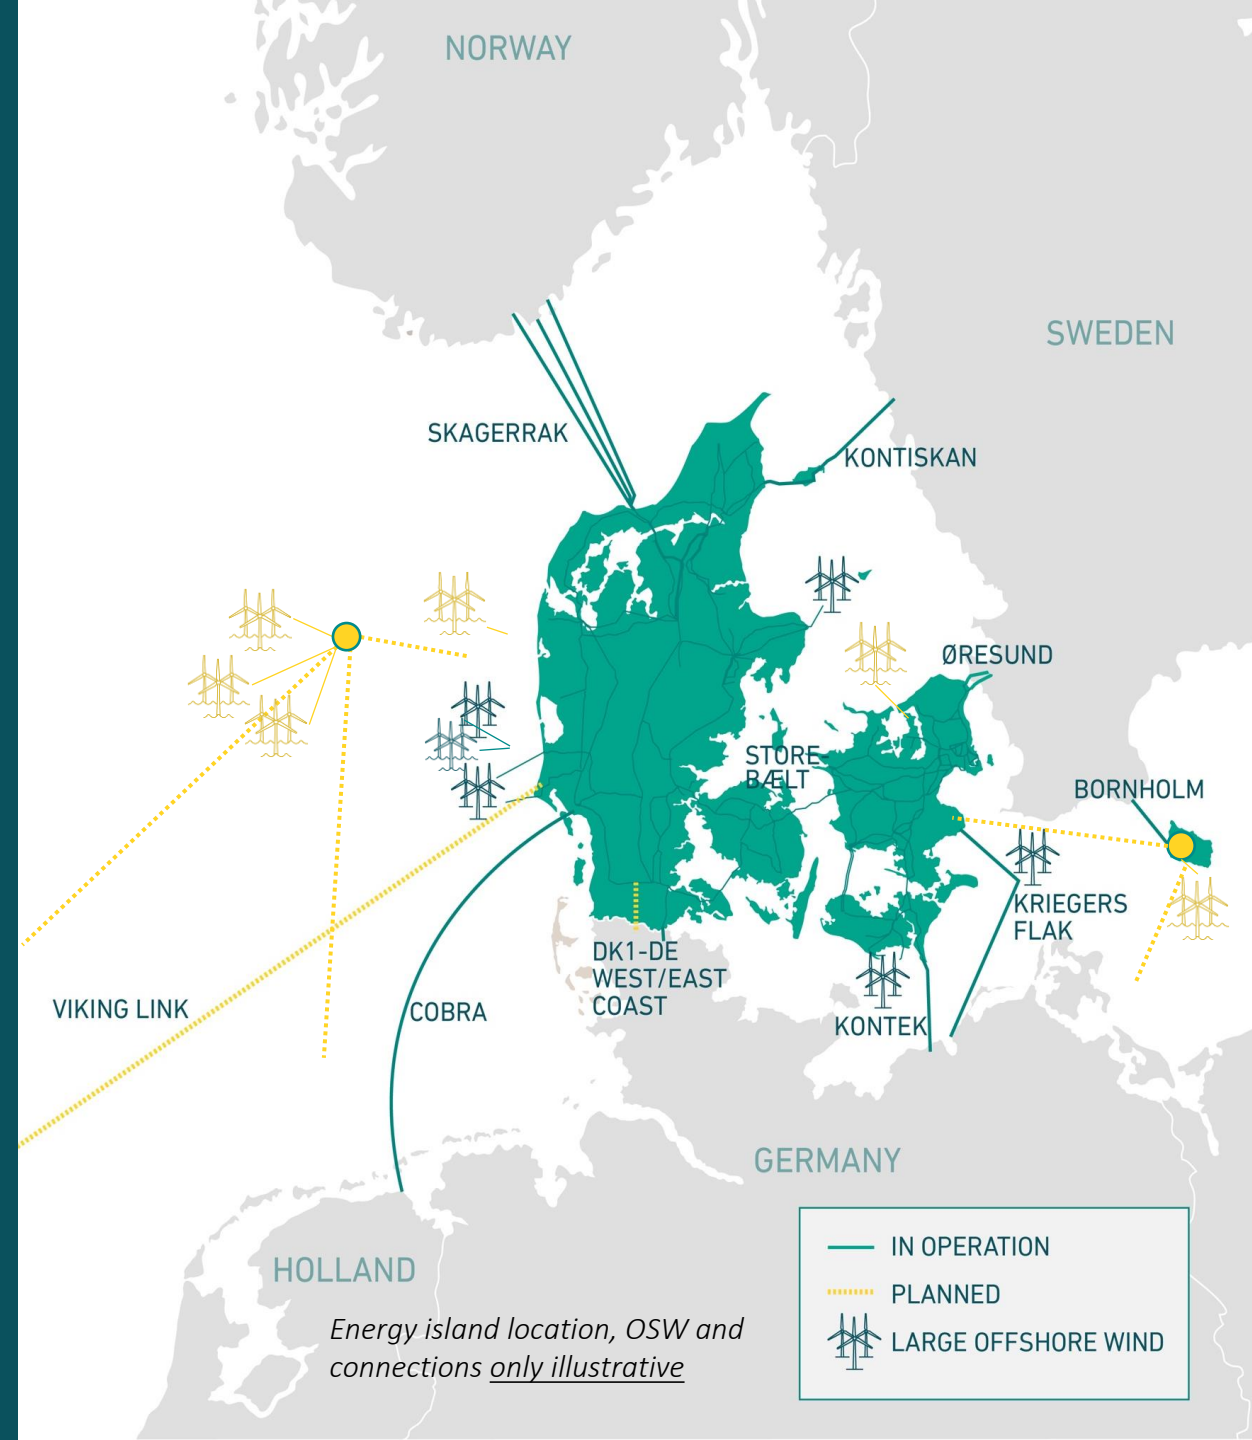 NORWAY
SWEDEN
SKAGERRAK
KONTISKAN
ØRESUND
STORE-
BÆLT
BORNHOLM
KRIEGERS
FLAK
DK1-DE
WEST/EAST
COAST
VIKING LINK
COBRA
KONTEK
GERMANY
HOLLAND
IN OPERATION
PLANNED
LARGE OFFSHORE WIND
Energy island location, OSW and
connections only illustrative